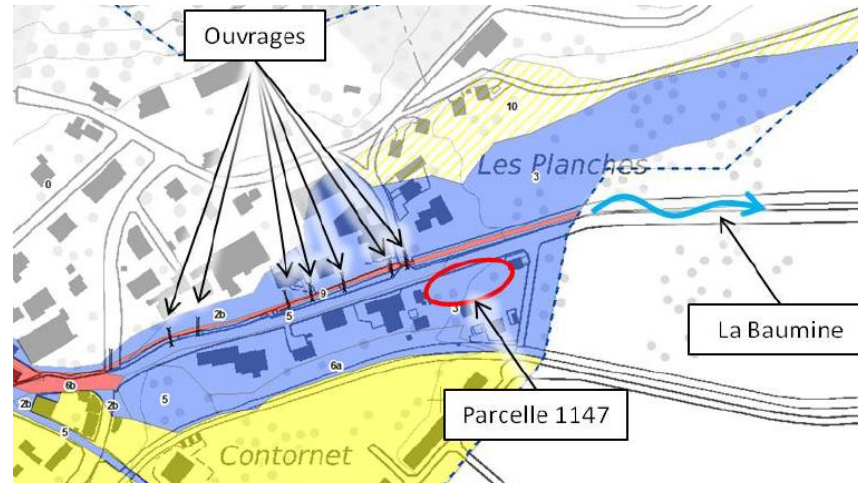 Ouvrages
10
Les Planches
3
0
9
2b
5
3
La Baumine
6a
6b
2b
2b
5
5
Parcelle 1147
Contornet